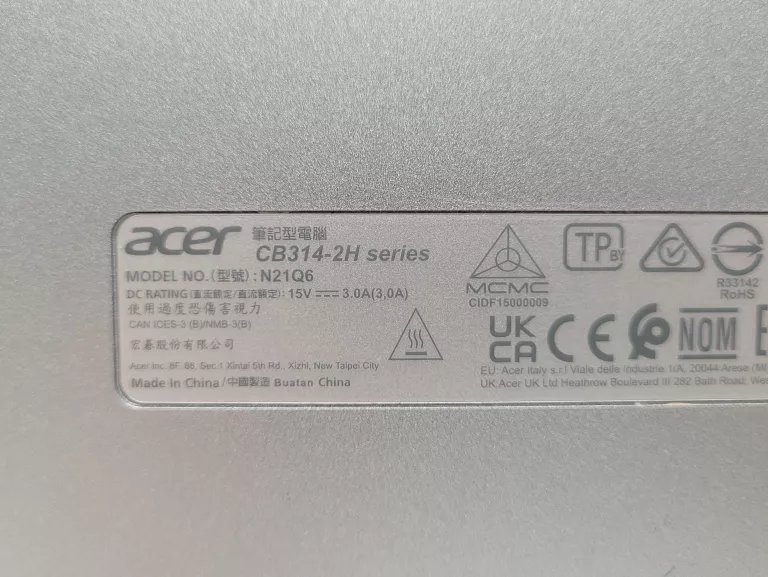 acer 筆記型電腦
CB314-2H series
MODEL NO.(型號):N21Q6
DC RATING(直流額定/直流額定): 15V⎓3.0A(3,0A)
使用過度恐傷害視力
CAN ICES-3 (B)/NMB-3(B)
宏碁股份有限公司
Acer Inc. 8F, 88, Sec.1 Xintai 5th Rd., Xizhi, New Taipei City
Made in China/中國製造 Buatan China
MCMC
CIDF15000009
TP BY
R33142
RoHS
UK
CA
CE
NOM
EU: Acer Italy s.r.l Viale delle Industrie 1/A, 20044 Arese (MI
UK:Acer UK Ltd Heathrow Boulevard III 282 Bath Road, Wes